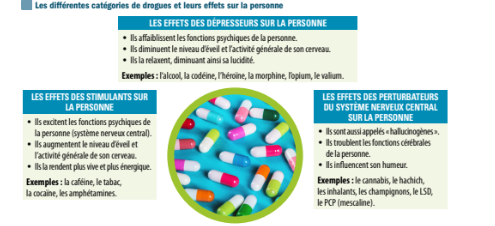 Les différentes catégories de drogues et leurs effets sur la personne
LES EFFETS DES DÉPRESSEURS SUR LA PERSONNE
• Ils affaiblissent les fonctions psychiques de la personne.
• Ils diminuent le niveau d'éveil et l'activité générale de son cerveau.
• Ils la relaxent, diminuant ainsi sa lucidité.
Exemples : l'alcool, la codéine, l'héroïne, la morphine, l'opium, le valium.
LES EFFETS DES STIMULANTS SUR
LA PERSONNE
• Ils excitent les fonctions psychiques de
la personne (système nerveux central).
• Ils augmentent le niveau d'éveil et
l'activité générale de son cerveau.
• Ils la rendent plus vive et plus énergique.
Exemples : la caféine, le tabac,
la cocaïne, les amphétamines.
LES EFFETS DES PERTURBATEURS
DU SYSTÈME NERVEUX CENTRAL
SUR LA PERSONNE
• Ils sont aussi appelés « hallucinogènes ».
• Ils troublent les fonctions cérébrales
de la personne.
• Ils influencent son humeur.
Exemples : le cannabis, le hachich,
les inhalants, les champignons, le LSD,
le PCP (mescaline).